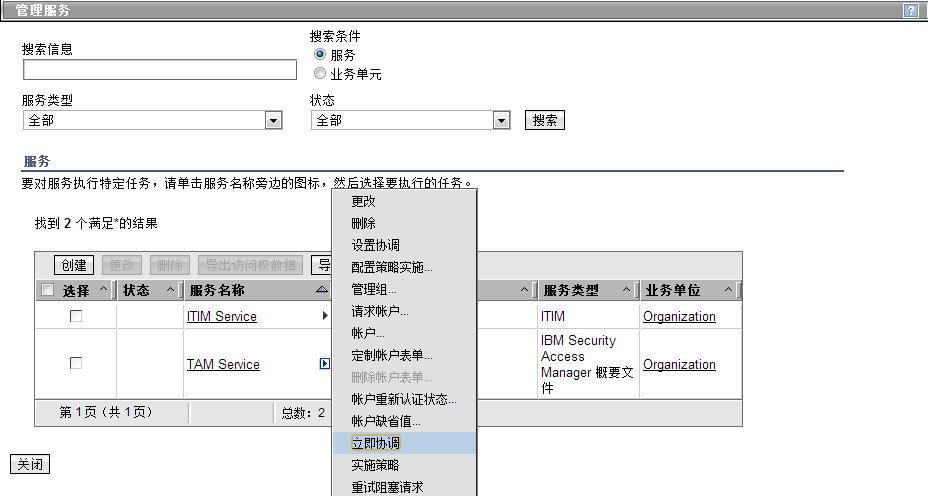 管理服务
?
搜索信息
搜索条件
服务
业务单元
服务类型
状态
全部
全部
搜索
服务
要对服务执行特定任务，请单击服务名称旁边的图标，然后选择要执行的任务。
找到 2 个满足*的结果
创建 更改 删除 导出访问权数据 导
选择 状态 服务名称 服务类型 业务单位
ITIM Service ITIM Organization
TAM Service IBM Security Access Manager 概要文件 Organization
第 1 页（共 1 页） 总数：2
关闭
更改
删除
设置协调
配置策略实施...
管理组...
请求帐户...
帐户...
定制帐户表单...
删除帐户表单...
帐户重新认证状态...
帐户缺省值...
立即协调
实施策略
重试阻塞请求